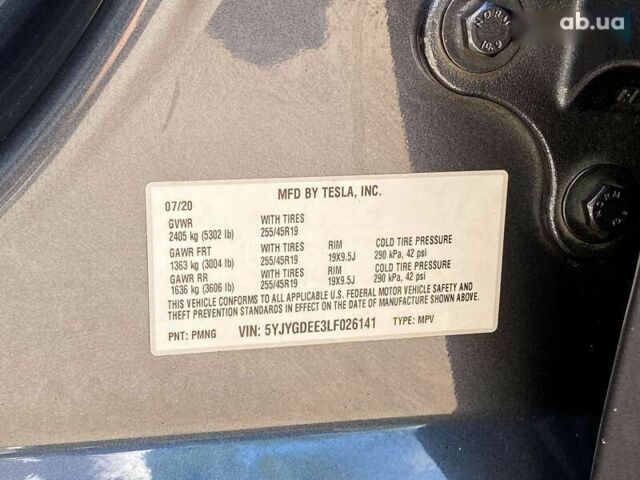 ab.ua
NORM
10.9
MFD BY TESLA, INC.
07/20
GVWR WITH TIRES
2405 kg (5302 lb) 255/45R19
GAWR FRT WITH TIRES RIM COLD TIRE PRESSURE
1363 kg (3004 lb) 255/45R19 19X9.5J 290 kPa, 42 psi
GAWR RR WITH TIRES RIM COLD TIRE PRESSURE
1636 kg (3606 lb) 255/45R19 19X9.5J 290 kPa, 42 psi
THIS VEHICLE CONFORMS TO ALL APPLICABLE U.S. FEDERAL MOTOR VEHICLE SAFETY AND
THEFT PREVENTION STANDARDS IN EFFECT ON THE DATE OF MANUFACTURE SHOWN ABOVE.
PNT: PMNG VIN: 5YJYGDEE3LF026141 TYPE: MPV